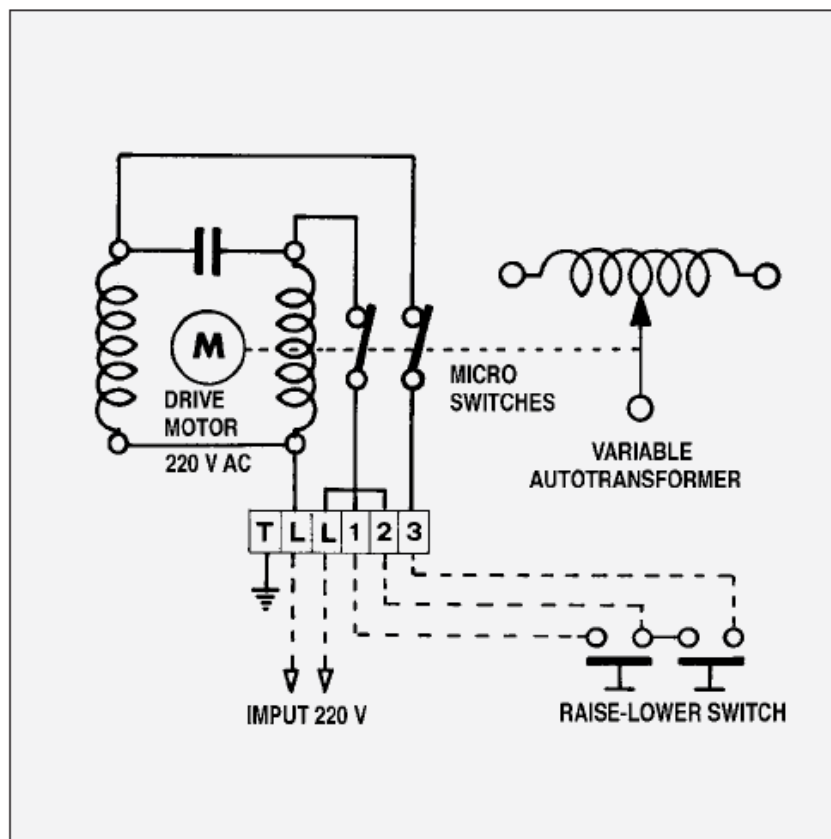 M
DRIVE
MOTOR
220 V AC
MICRO
SWITCHES
VARIABLE
AUTOTRANSFORMER
T L L 1 2 3
IMPUT 220 V
RAISE-LOWER SWITCH